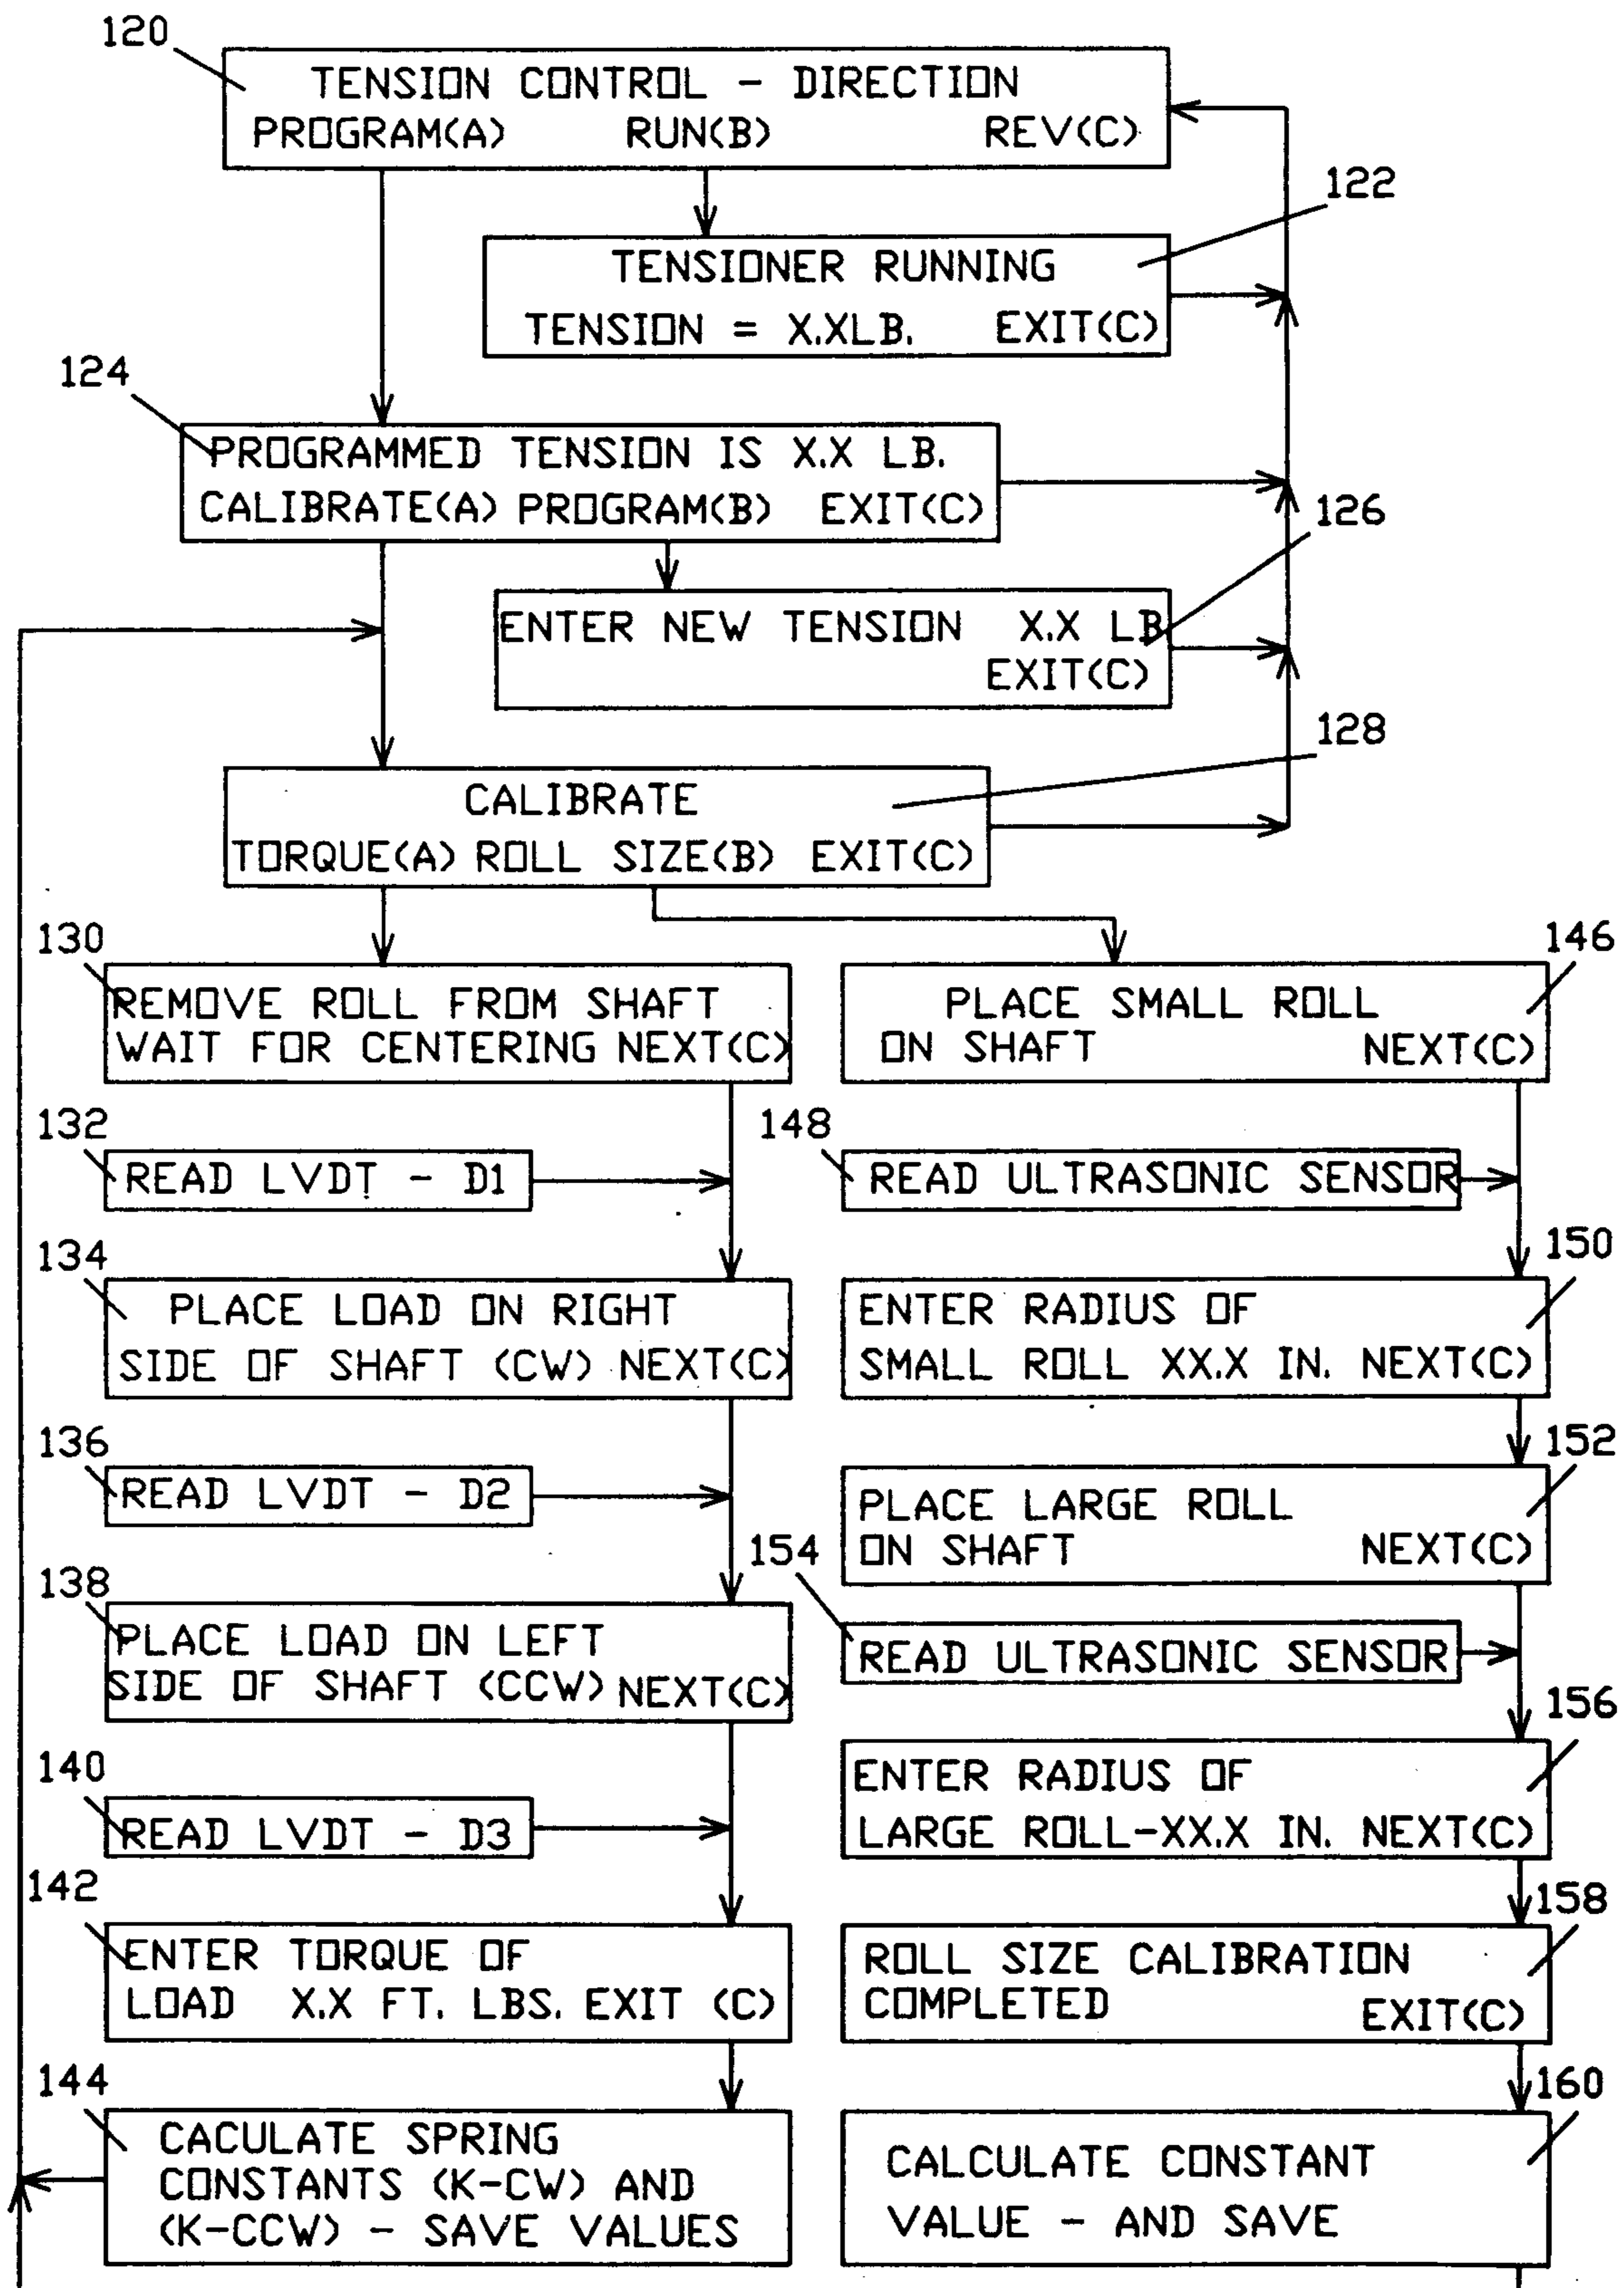 120
TENSION CONTROL - DIRECTION
PROGRAM(A) RUN(B) REV(C)
122
TENSIONER RUNNING
TENSION = X.XLB. EXIT(C)
124
PROGRAMMED TENSION IS X.X LB.
CALIBRATE(A) PROGRAM(B) EXIT(C)
126
ENTER NEW TENSION X.X LB
EXIT(C)
128
CALIBRATE
TORQUE(A) ROLL SIZE(B) EXIT(C)
130
REMOVE ROLL FROM SHAFT
WAIT FOR CENTERING NEXT(C)
132
READ LVDT - D1
134
PLACE LOAD ON RIGHT
SIDE OF SHAFT (CW) NEXT(C)
136
READ LVDT - D2
138
PLACE LOAD ON LEFT
SIDE OF SHAFT (CCW) NEXT(C)
140
READ LVDT - D3
142
ENTER TORQUE OF
LOAD X.X FT. LBS. EXIT (C)
144
CACULATE SPRING
CONSTANTS (K-CW) AND
(K-CCW) - SAVE VALUES
146
PLACE SMALL ROLL
ON SHAFT NEXT(C)
148
READ ULTRASONIC SENSOR
150
ENTER RADIUS OF
SMALL ROLL XX.X IN. NEXT(C)
152
PLACE LARGE ROLL
ON SHAFT NEXT(C)
154
READ ULTRASONIC SENSOR
156
ENTER RADIUS OF
LARGE ROLL-XX.X IN. NEXT(C)
158
ROLL SIZE CALIBRATION
COMPLETED EXIT(C)
160
CALCULATE CONSTANT
VALUE - AND SAVE